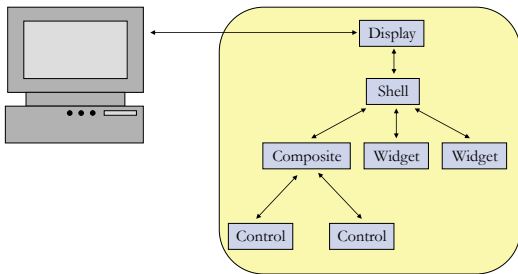 Display
Shell
Composite
Widget
Widget
Control
Control